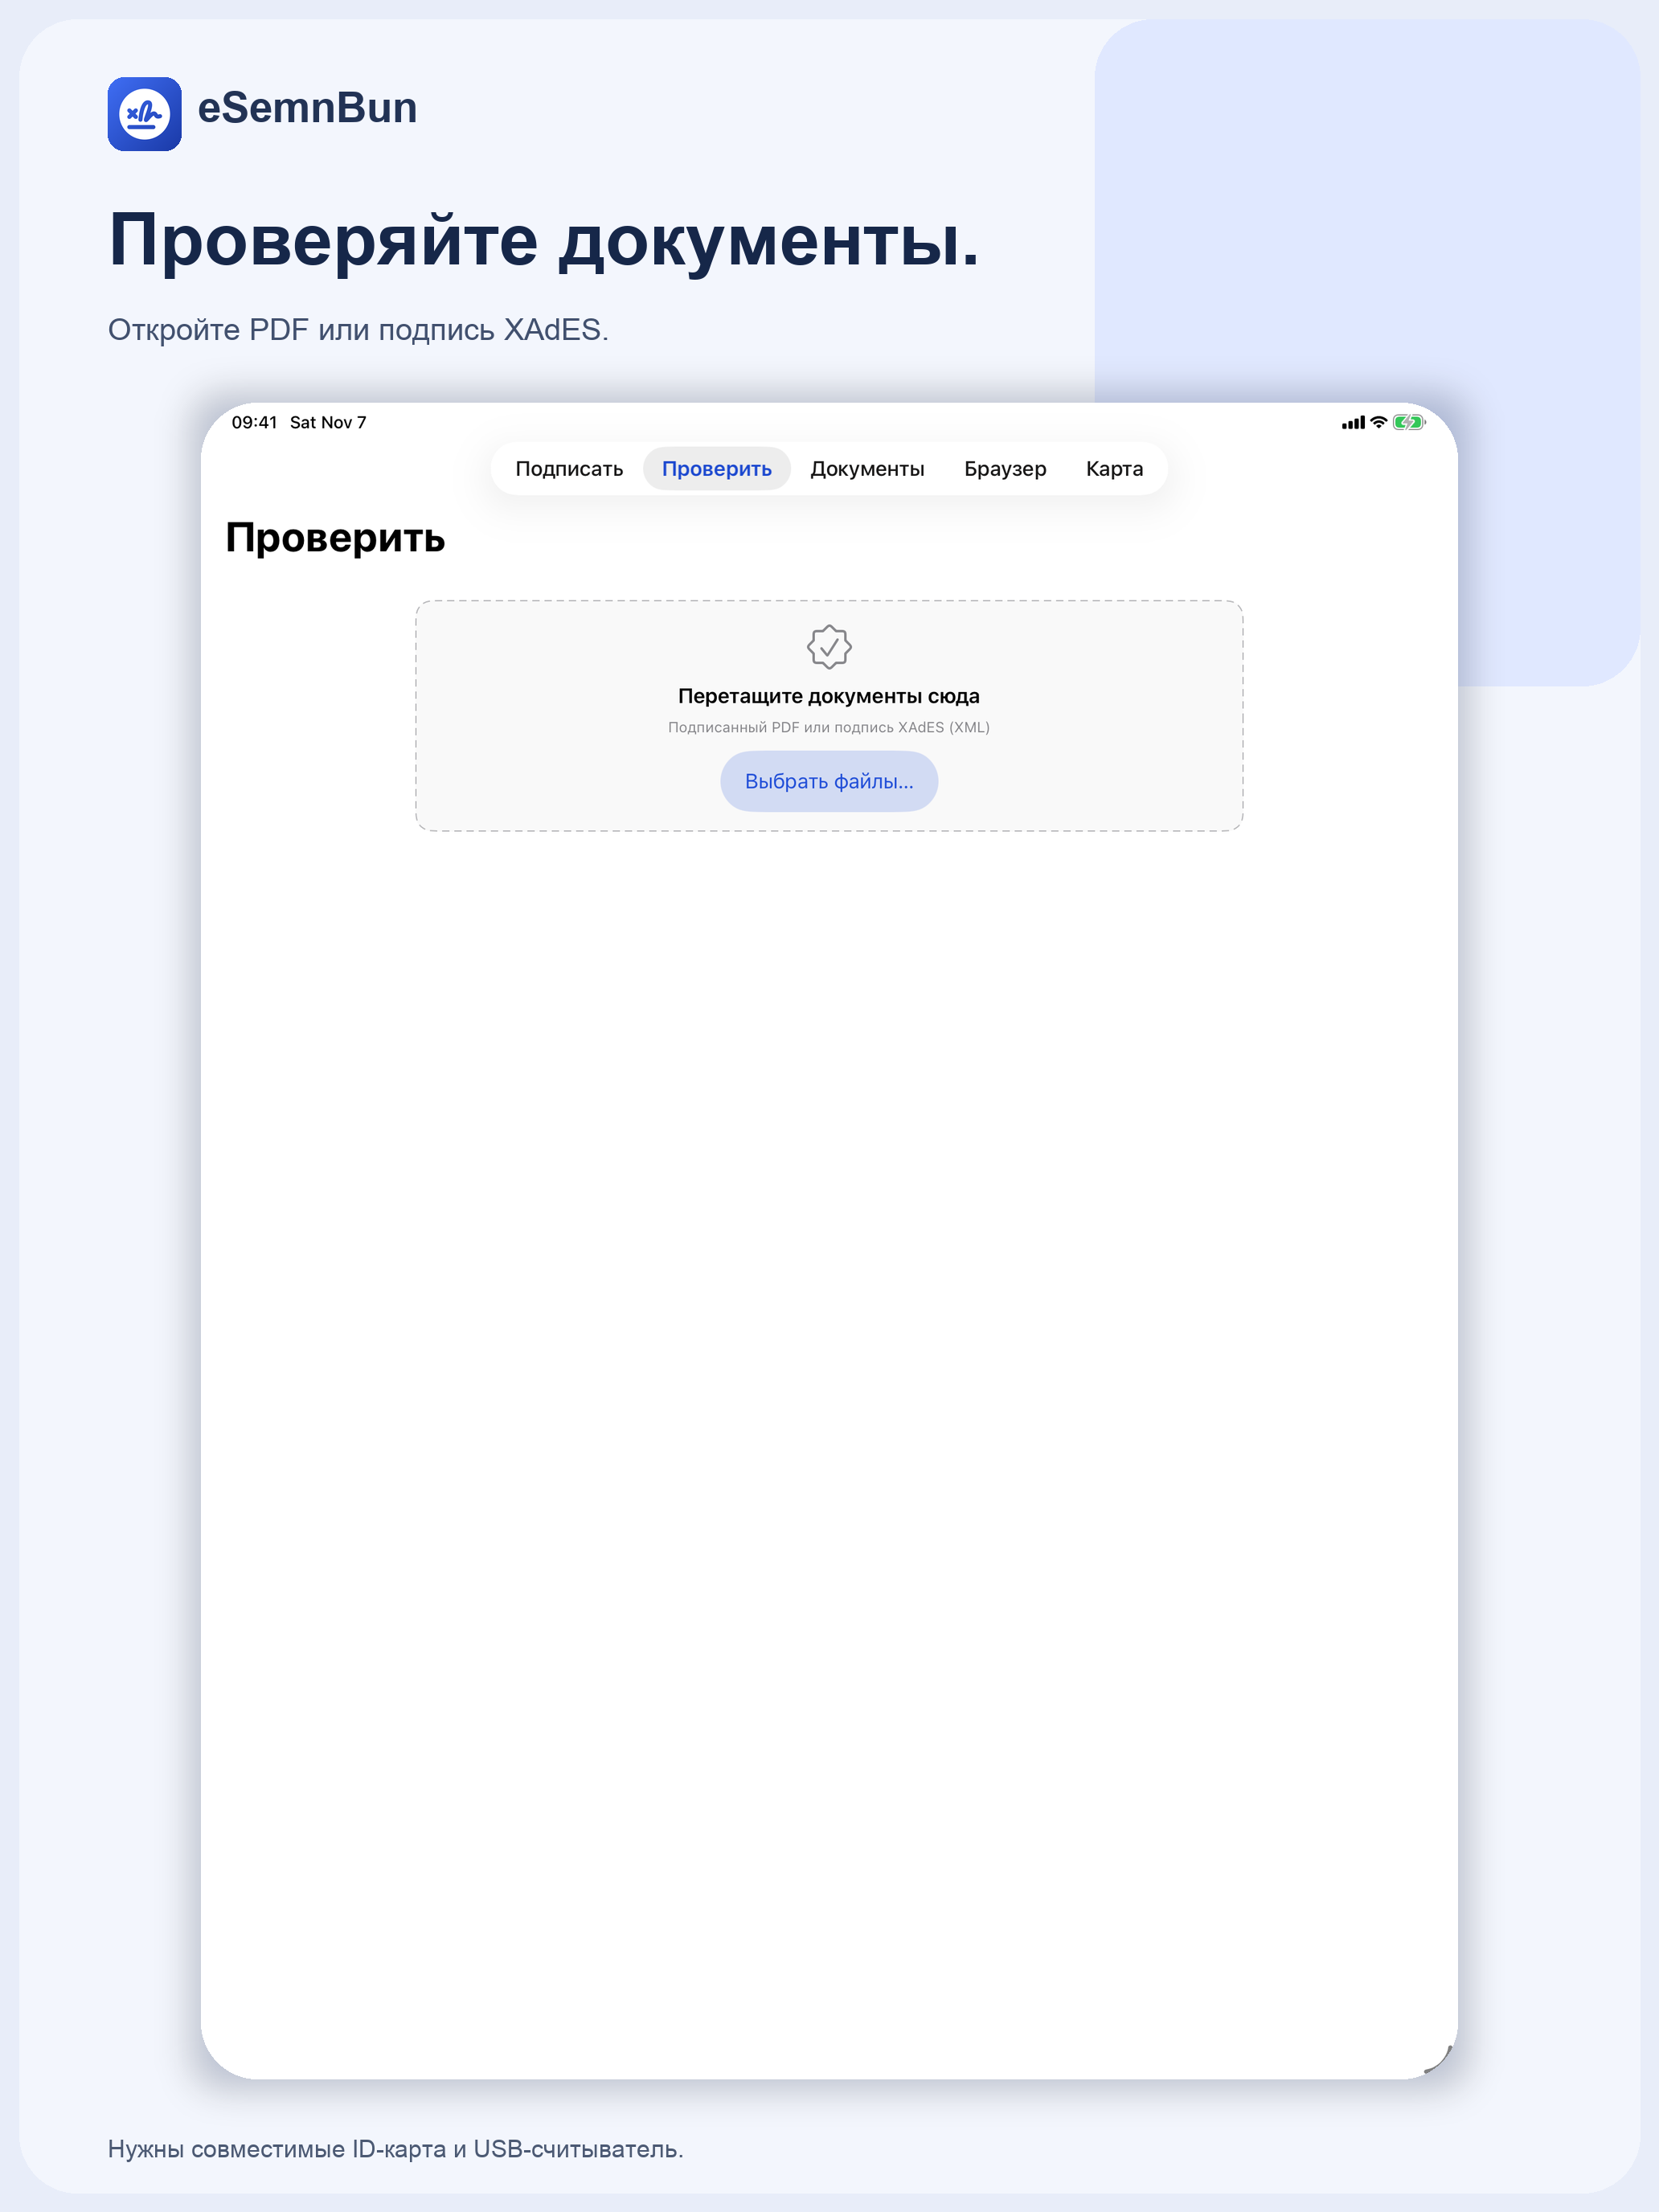 eSemnBun
Проверяйте документы.
Откройте PDF или подпись XAdES.
09:41 Sat Nov 7
Подписать Проверить Документы Браузер Карта
Проверить
Перетащите документы сюда
Подписанный PDF или подпись XAdES (XML)
Выбрать файлы...
Нужны совместимые ID-карта и USB-считыватель.